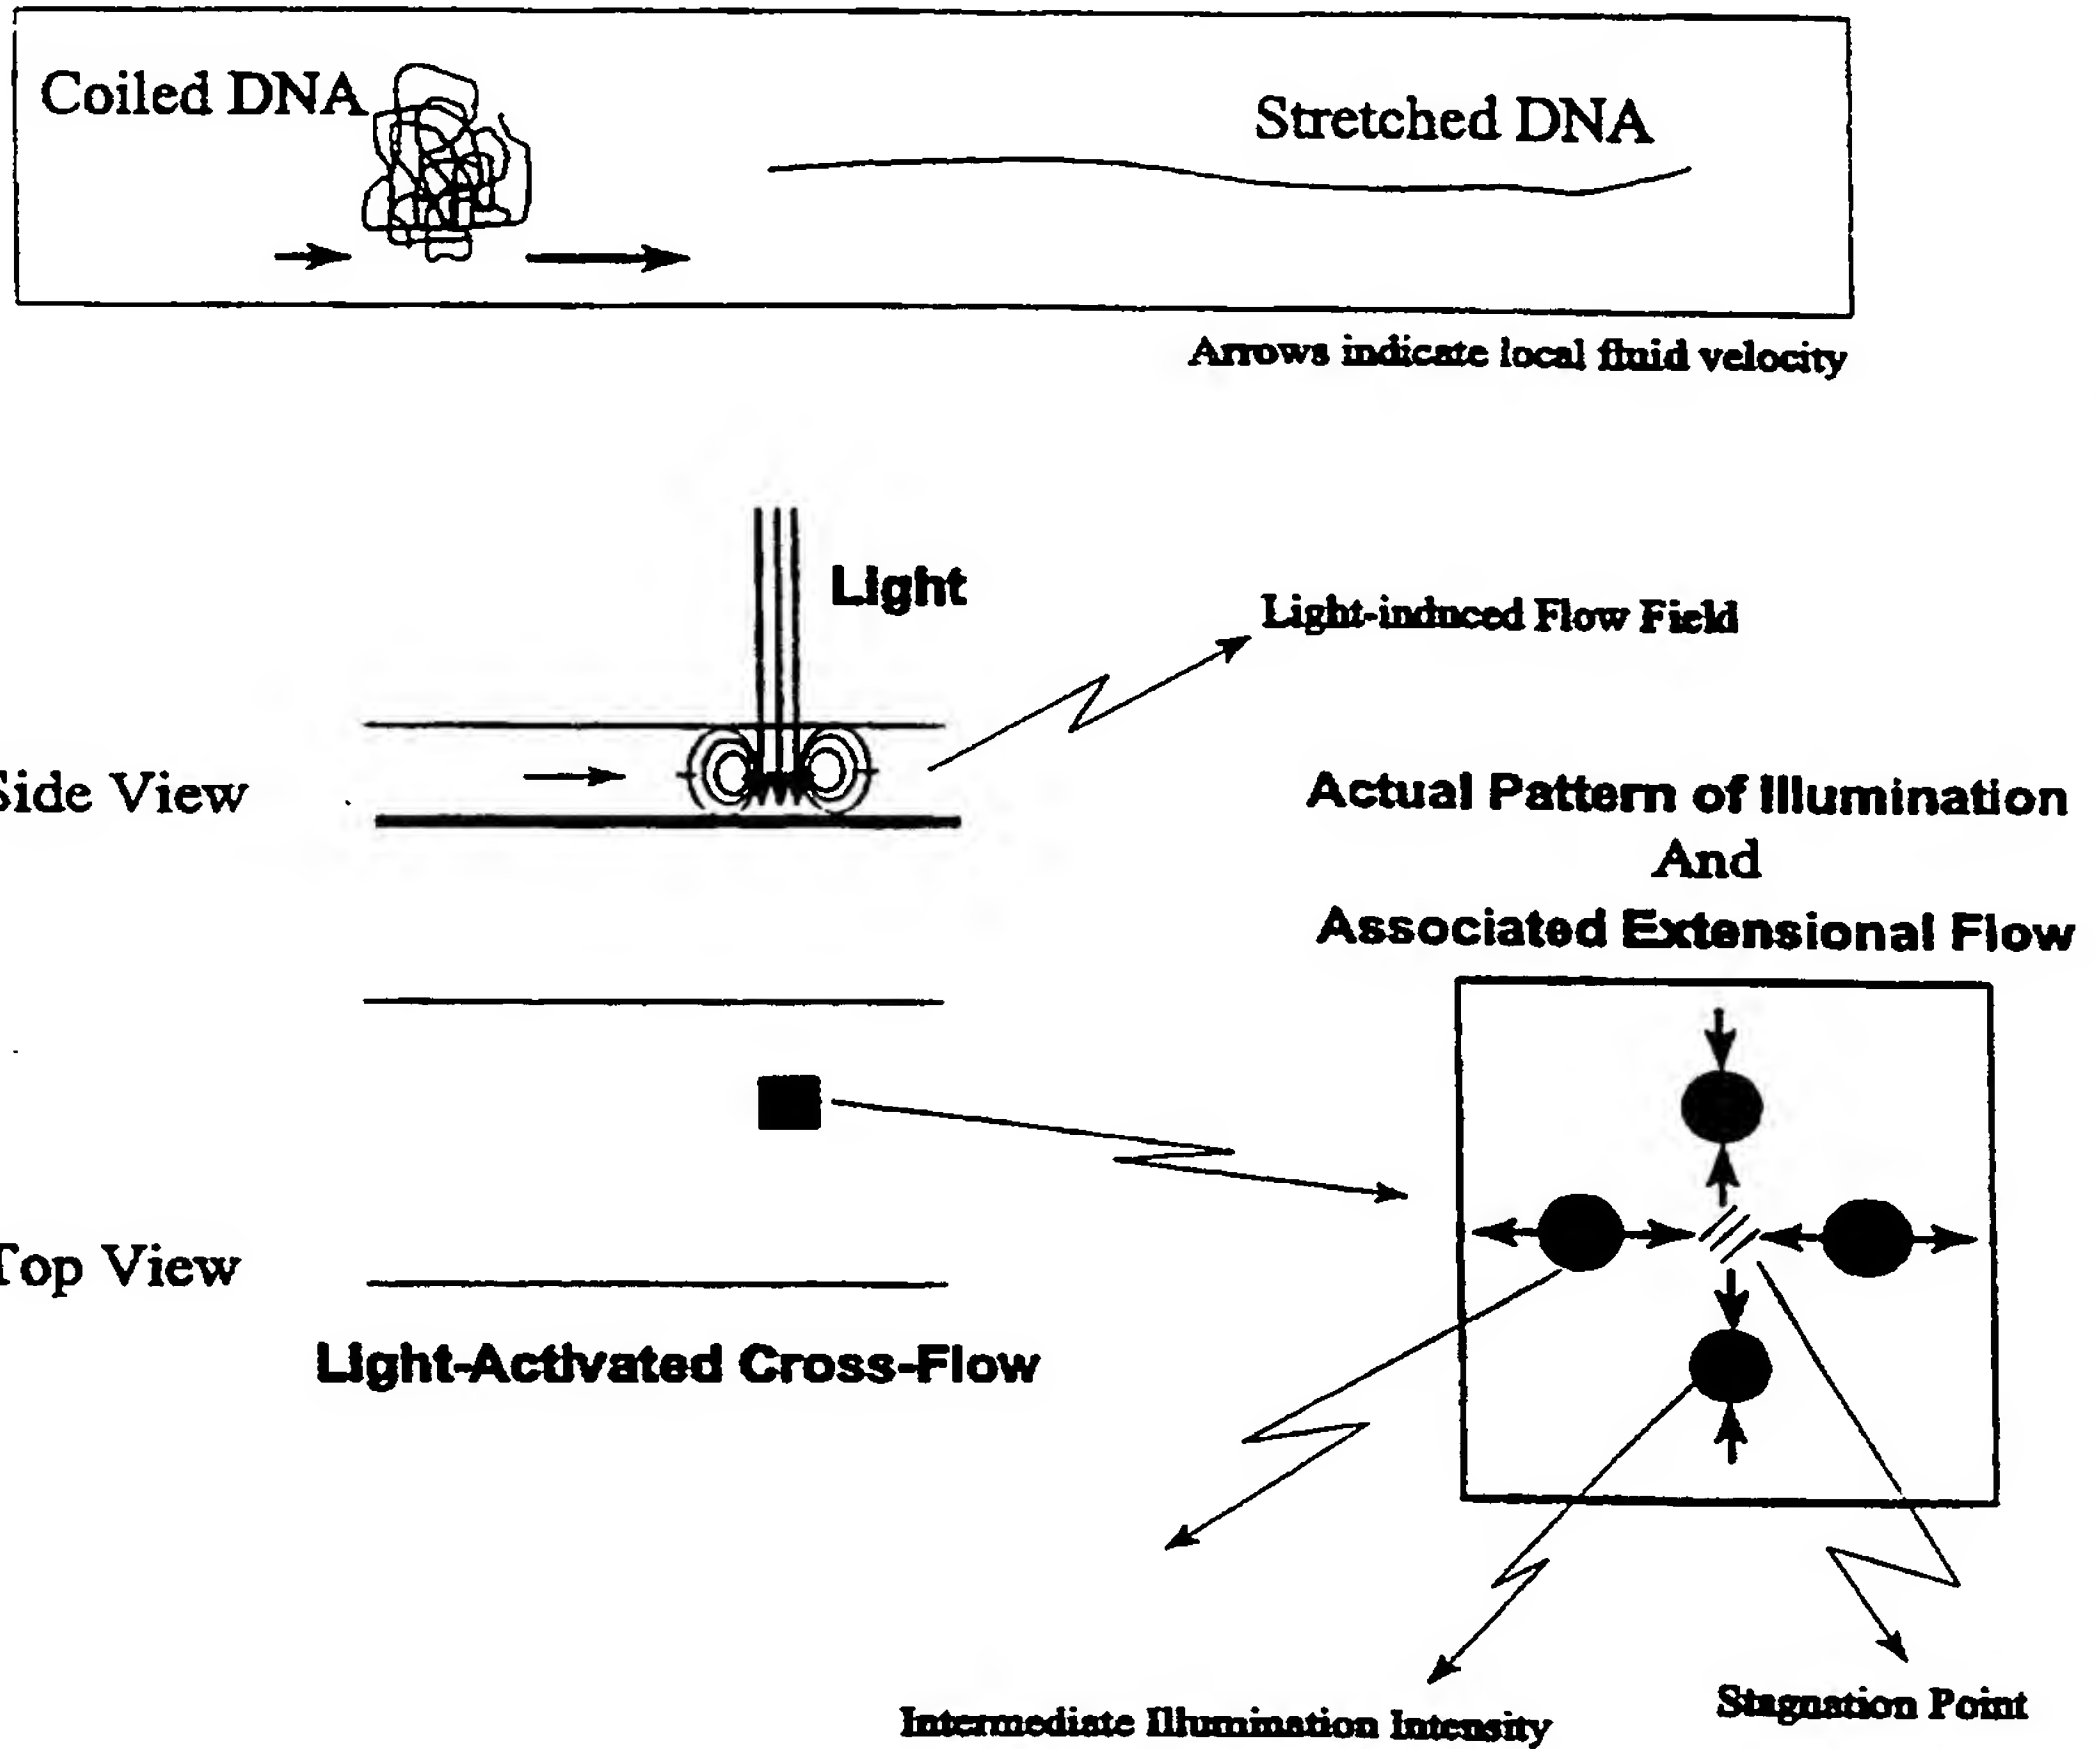 Coiled DNA
Stretched DNA
Arrows indicate local fluid velocity
Light
Light-induced Flow Field
Side View
Actual Pattern of Illumination
And
Associated Extensional Flow
Top View
Light-Activated Cross-Flow
Intermediate Illumination Intensity
Stagnation Point